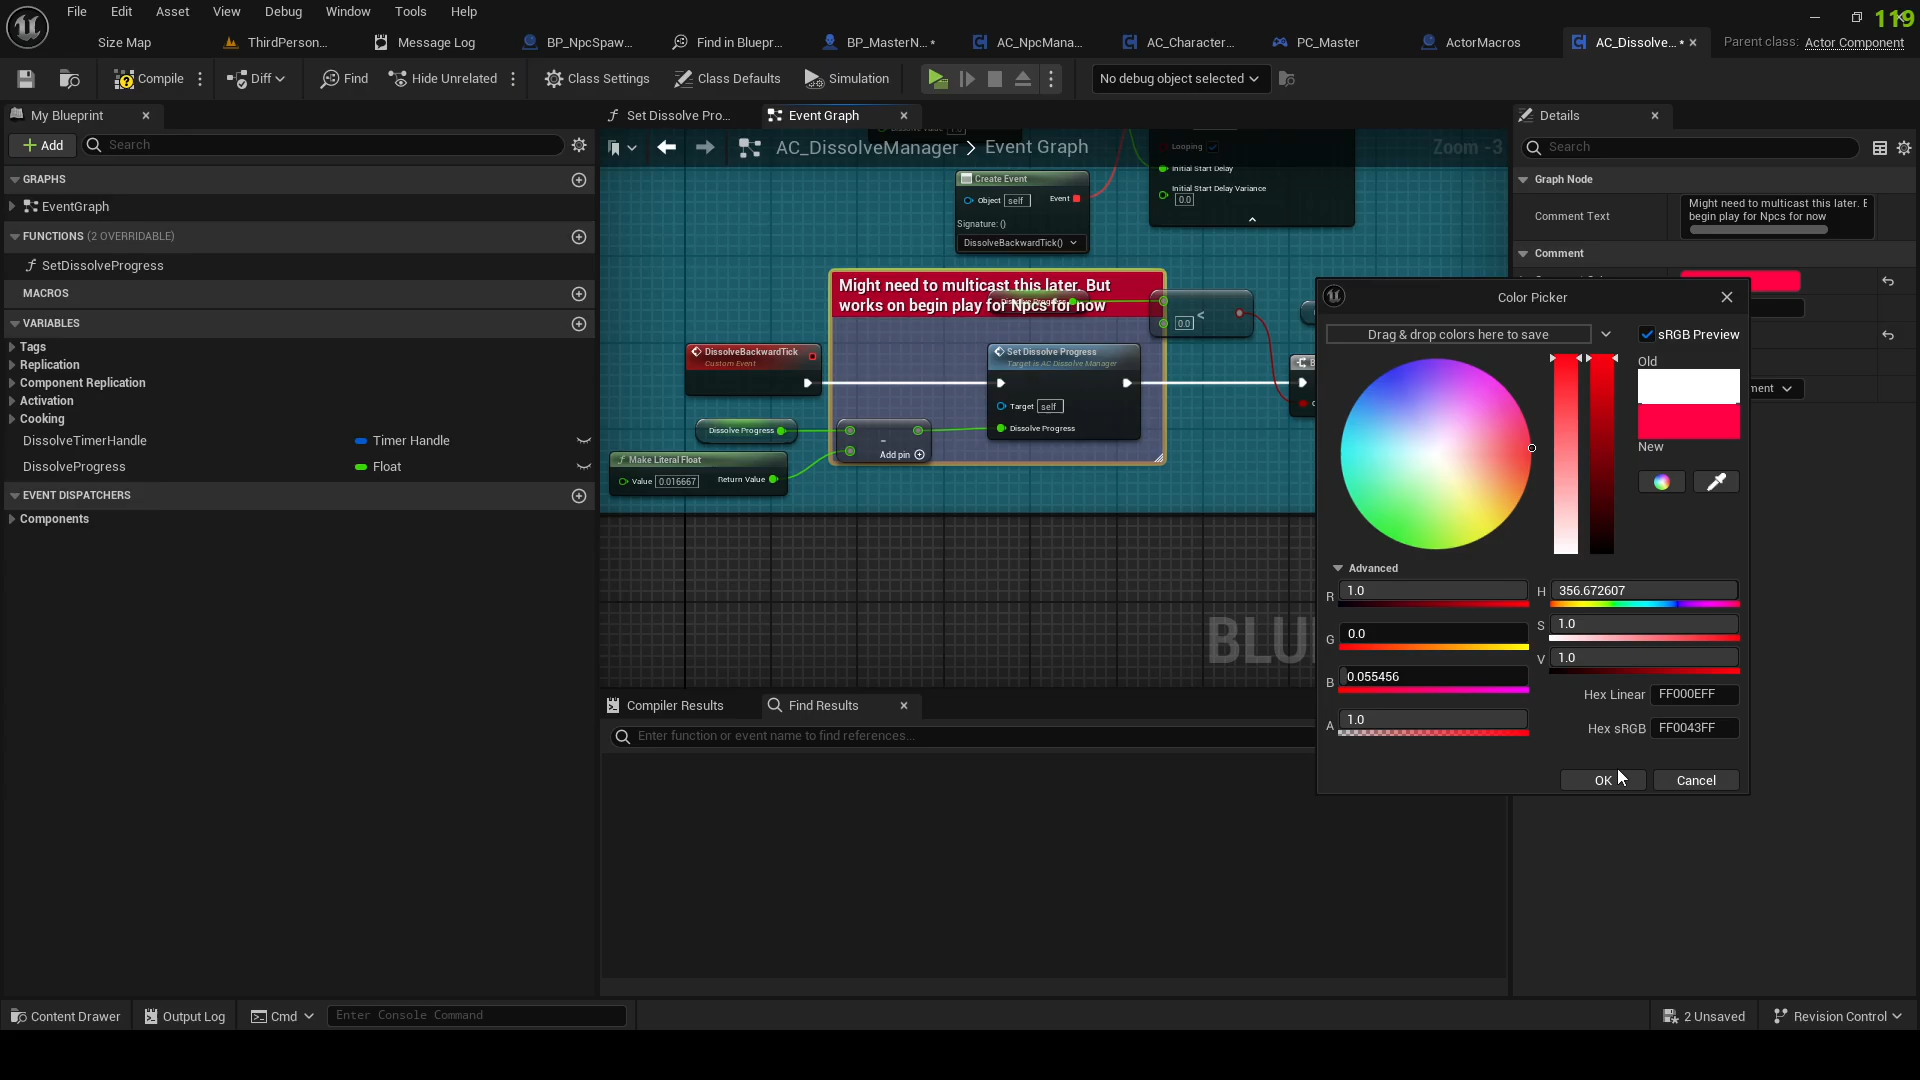 File Edit Asset View Debug Window Tools Help
119
Size Map ThirdPerson... Message Log BP_NpcSpaw... Find in Bluepr... BP_MasterN... * AC_NpcMana... AC_Character... PC_Master ActorMacros AC_Dissolve... * Parent class: Actor Component
Compile Diff Find Hide Unrelated Class Settings Class Defaults Simulation No debug object selected
My Blueprint
Add Search
GRAPHS
EventGraph
FUNCTIONS (2 OVERRIDABLE)
SetDissolveProgress
MACROS
VARIABLES
Tags
Replication
Component Replication
Activation
Cooking
DissolveTimerHandle Timer Handle
DissolveProgress Float
EVENT DISPATCHERS
Components
Set Dissolve Pro... Event Graph
AC_DissolveManager > Event Graph Zoom -3
Looping
Initial Start Delay
Initial Start Delay Variance
0.0
Create Event
Object self Event
Signature: ()
DissolveBackwardTick()
Might need to multicast this later. But
works on begin play for Npcs for now
Dissolve Progress
0.0 <
DissolveBackwardTick
Custom Event
Set Dissolve Progress
Target is AC Dissolve Manager
Target self
Dissolve Progress
Dissolve Progress
-
Add pin
Make Literal Float
Value 0.016667 Return Value
BLU
Compiler Results Find Results
Enter function or event name to find references...
Details
Search
Graph Node
Comment Text
Might need to multicast this later. B
begin play for Npcs for now
Comment
ment
Color Picker
Drag & drop colors here to save
sRGB Preview
Old
New
Advanced
R 1.0
G 0.0
B 0.055456
A 1.0
H 356.672607
S 1.0
V 1.0
Hex Linear FF000EFF
Hex sRGB FF0043FF
OK Cancel
Content Drawer Output Log Cmd Enter Console Command 2 Unsaved Revision Control